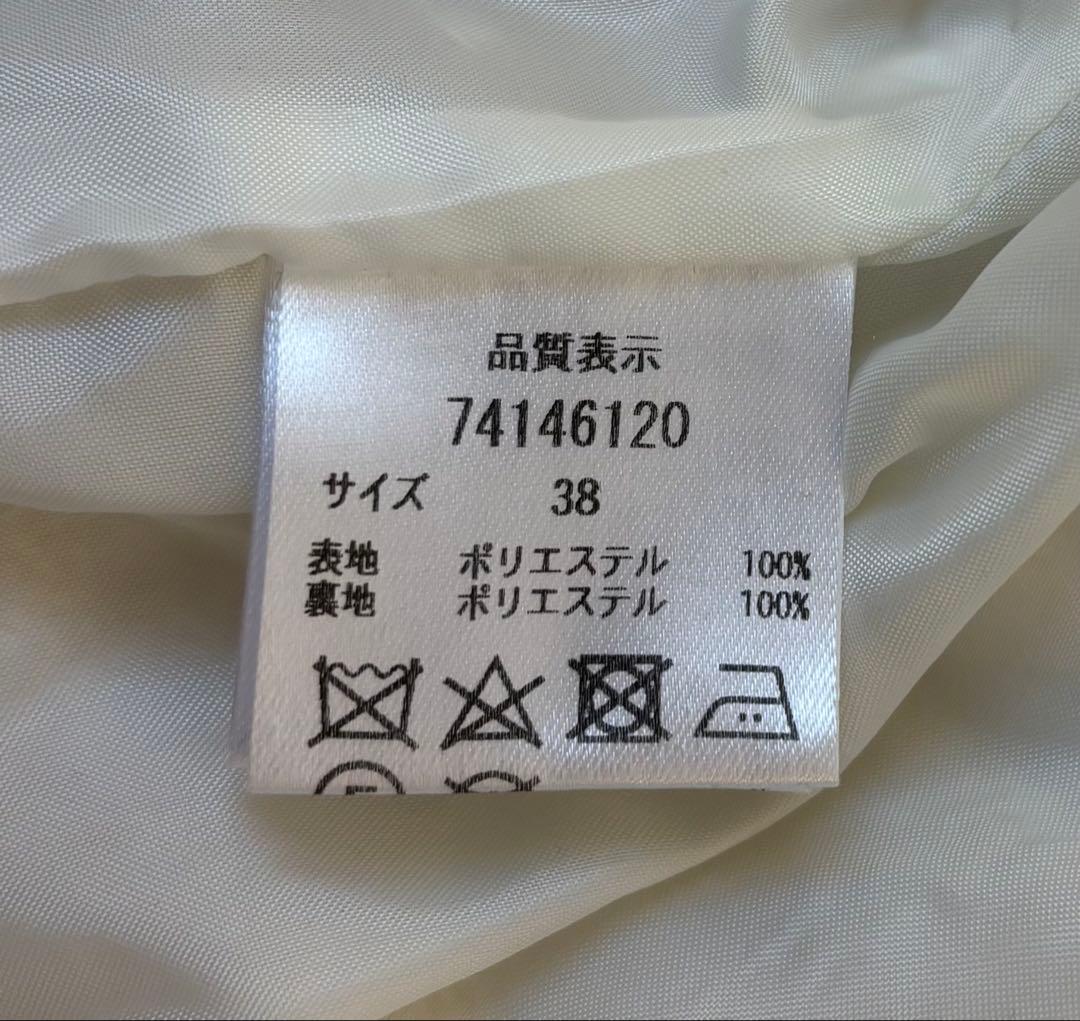 品質表示
74146120
サイズ 38
表地 ポリエステル 100%
裏地 ポリエステル 100%